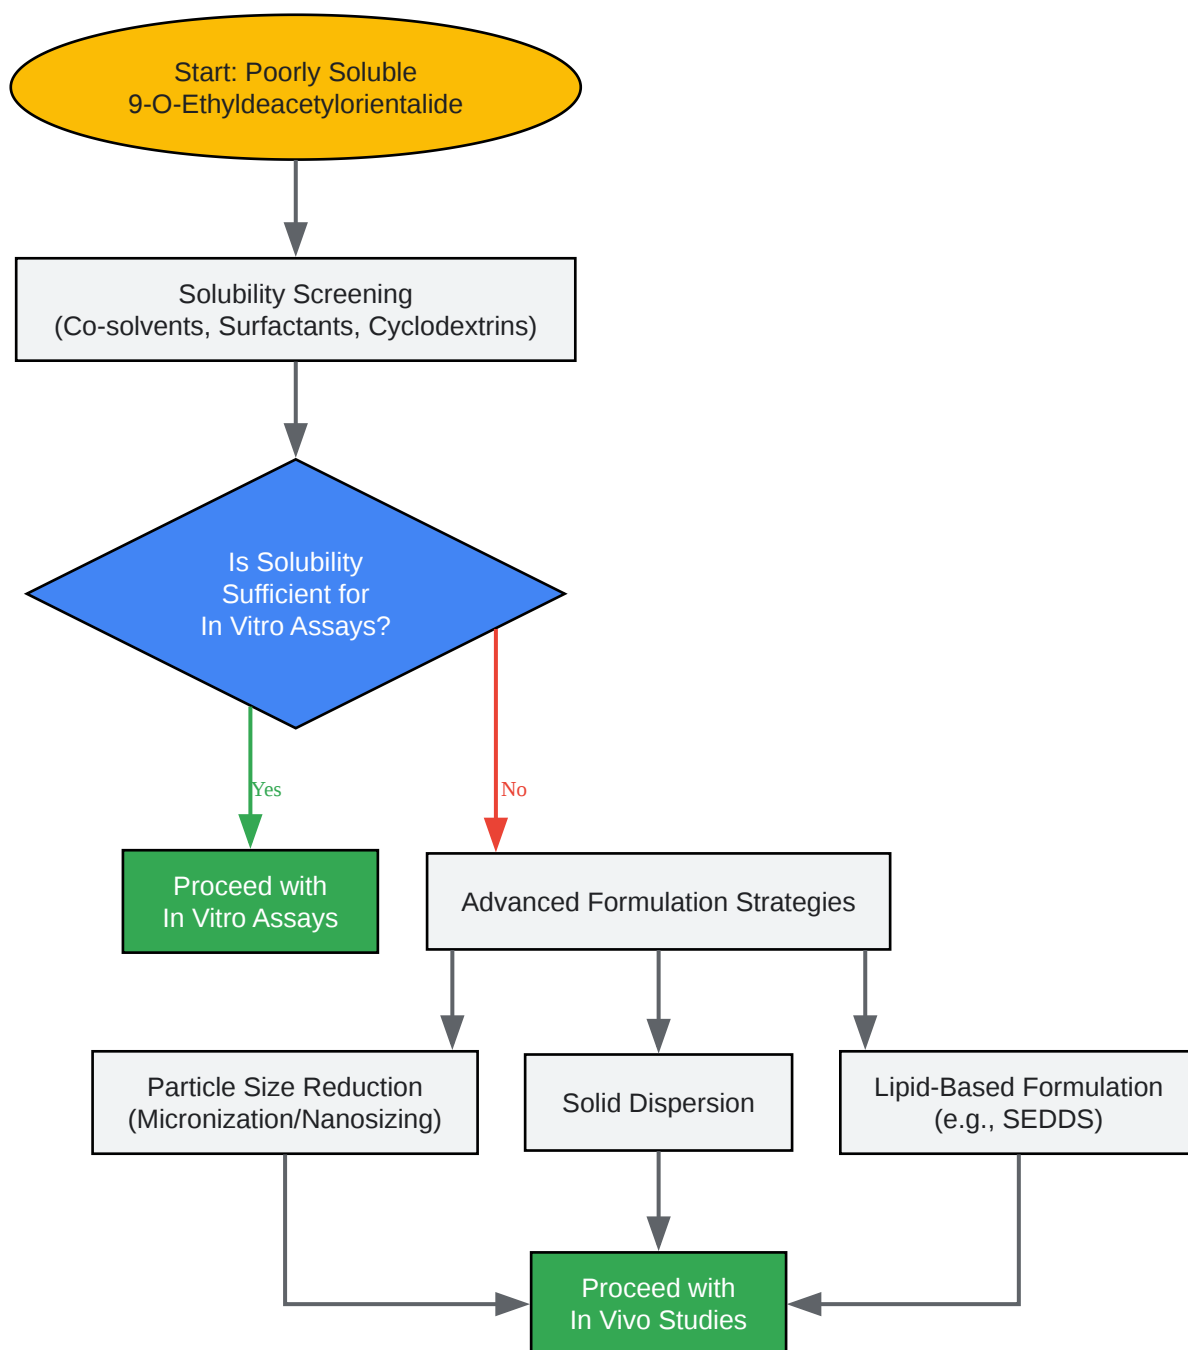 Start: Poorly Soluble
9-O-Ethyldeacetylorientalide
Solubility Screening
(Co-solvents, Surfactants, Cyclodextrins)
Is Solubility
Sufficient for
In Vitro Assays?
Yes
No
Proceed with
In Vitro Assays
Advanced Formulation Strategies
Particle Size Reduction
(Micronization/Nanosizing)
Solid Dispersion
Lipid-Based Formulation
(e.g., SEDDS)
Proceed with
In Vivo Studies